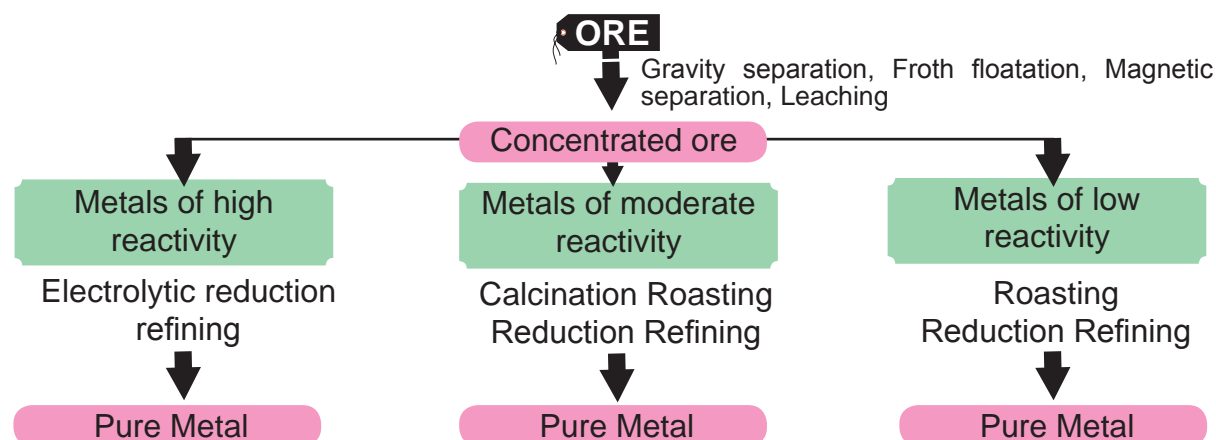 ORE
Gravity separation, Froth floatation, Magnetic
separation, Leaching
Concentrated ore
Metals of high
reactivity
Electrolytic reduction
refining
Pure Metal
Metals of moderate
reactivity
Calcination Roasting
Reduction Refining
Pure Metal
Metals of low
reactivity
Roasting
Reduction Refining
Pure Metal